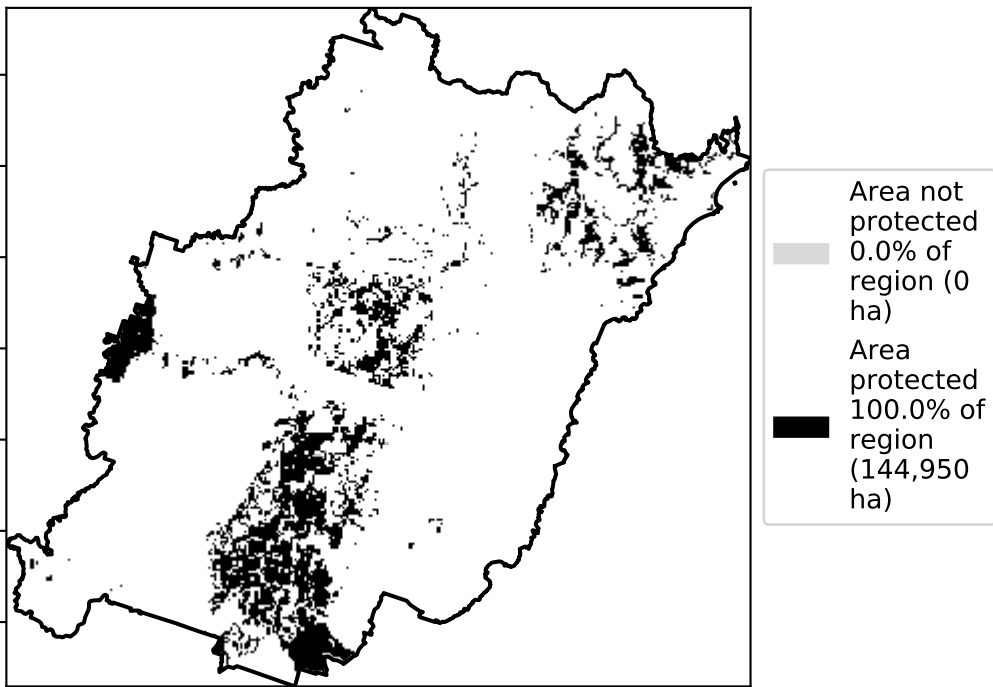 Area not
protected
0.0% of
region (0
ha)
Area
protected
100.0% of
region
(144,950
ha)